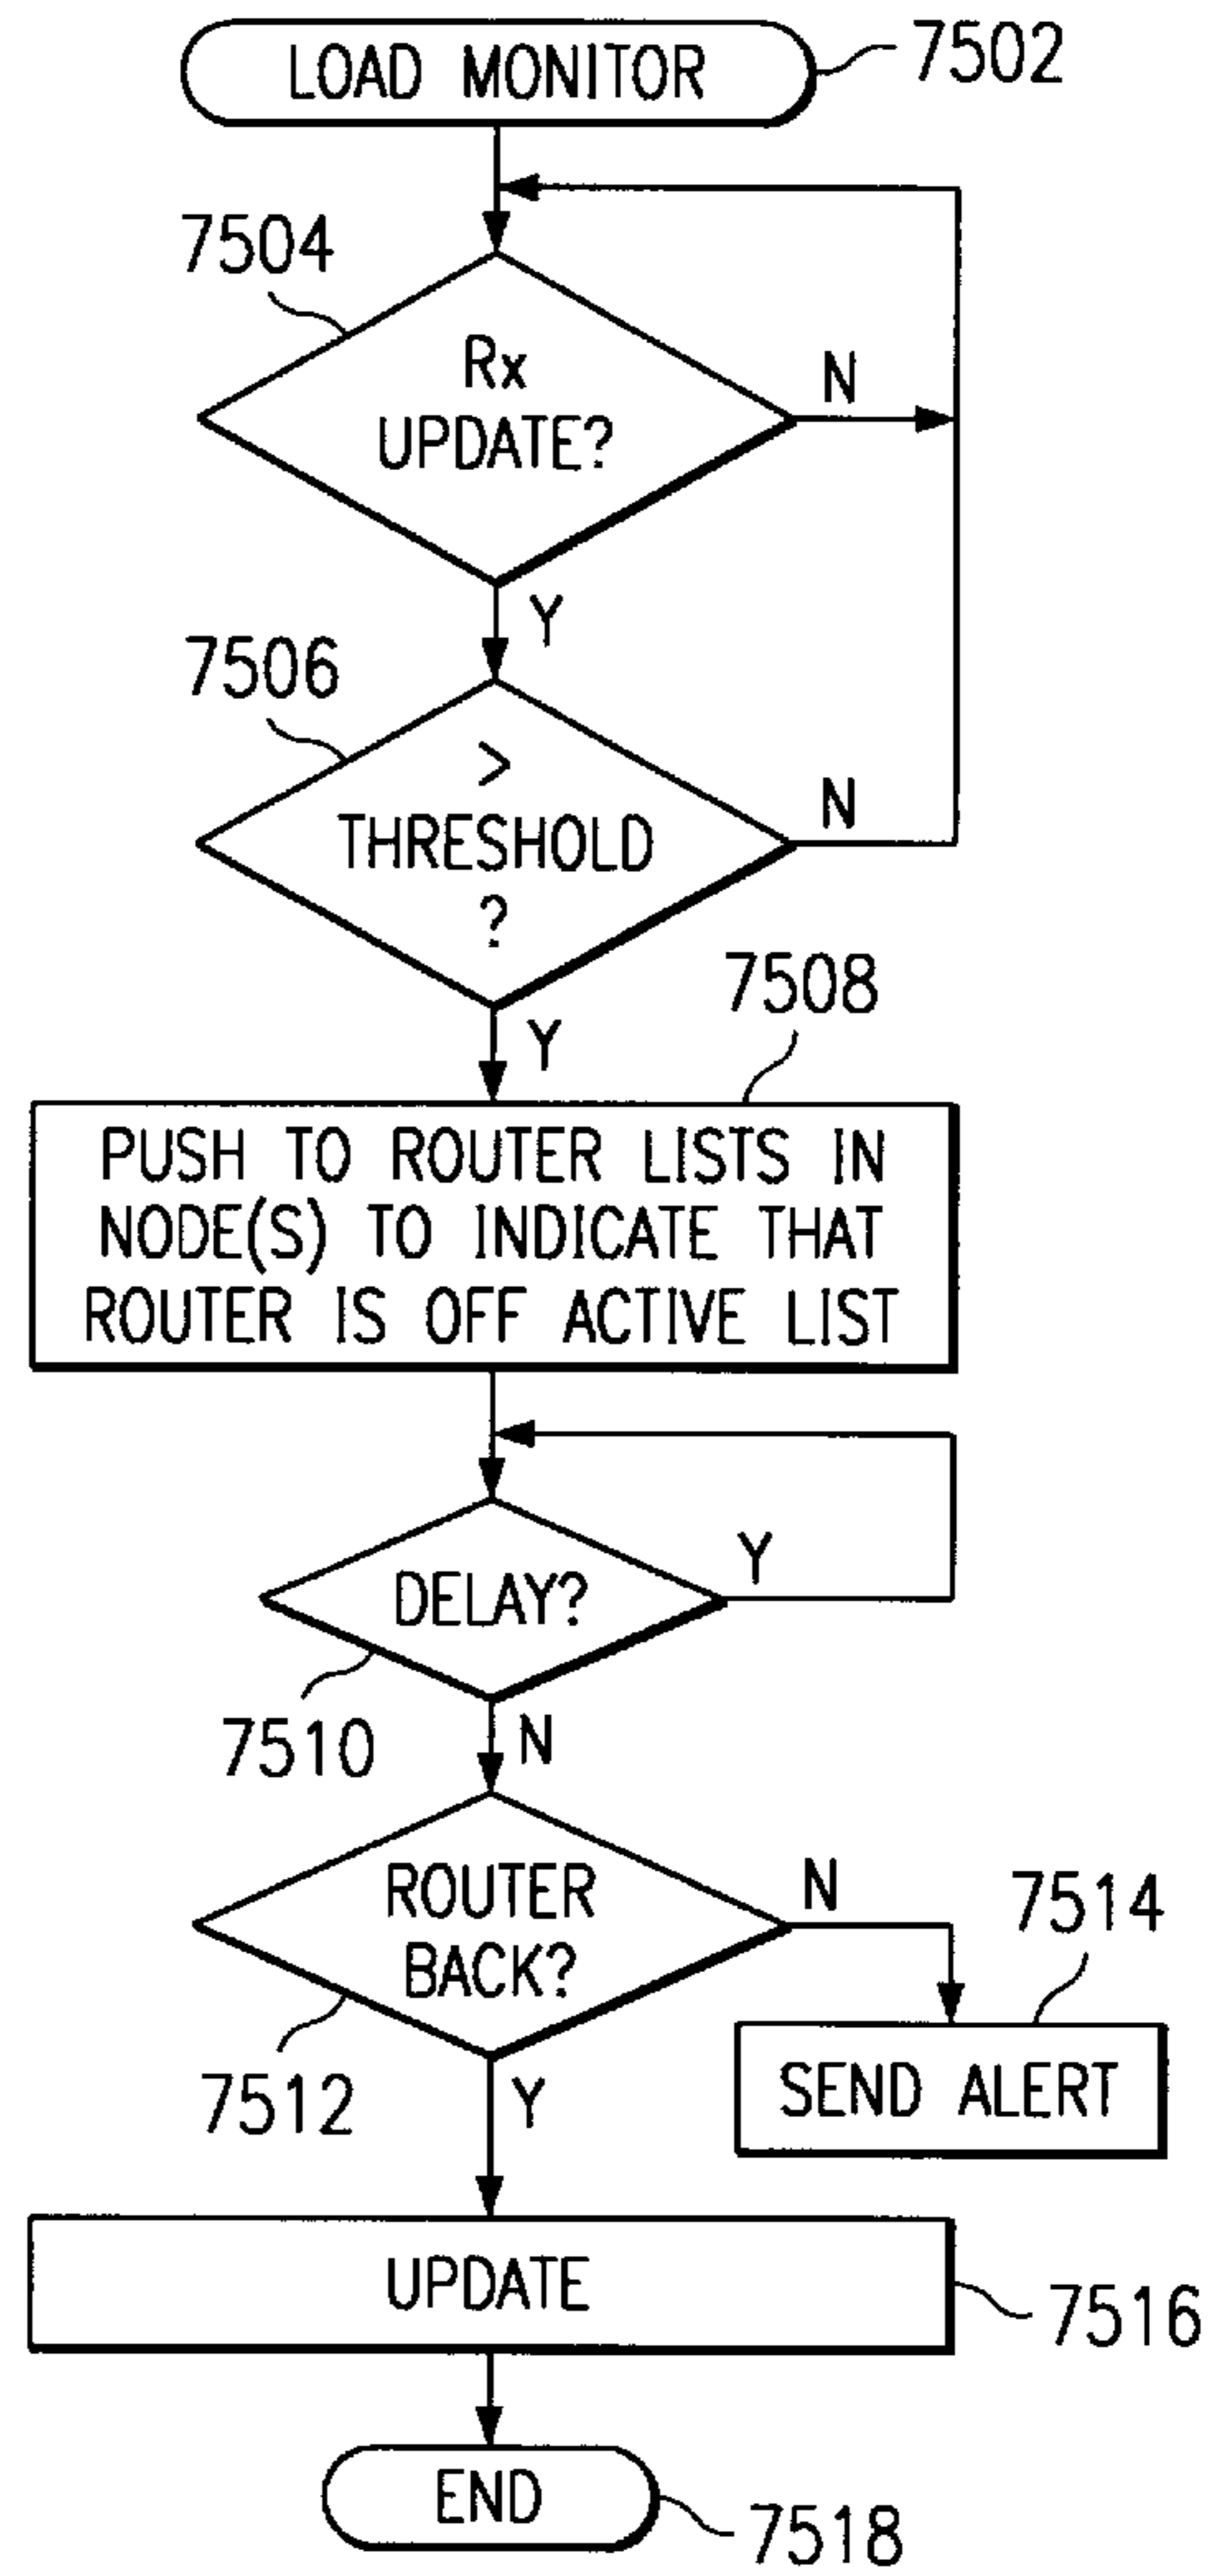 LOAD MONITOR
7502
7504
Rx
UPDATE?
N
Y
7506
>
THRESHOLD
?
N
Y
7508
PUSH TO ROUTER LISTS IN
NODE(S) TO INDICATE THAT
ROUTER IS OFF ACTIVE LIST
DELAY?
Y
7510
N
ROUTER
BACK?
N
7514
7512
Y
SEND ALERT
UPDATE
7516
END
7518